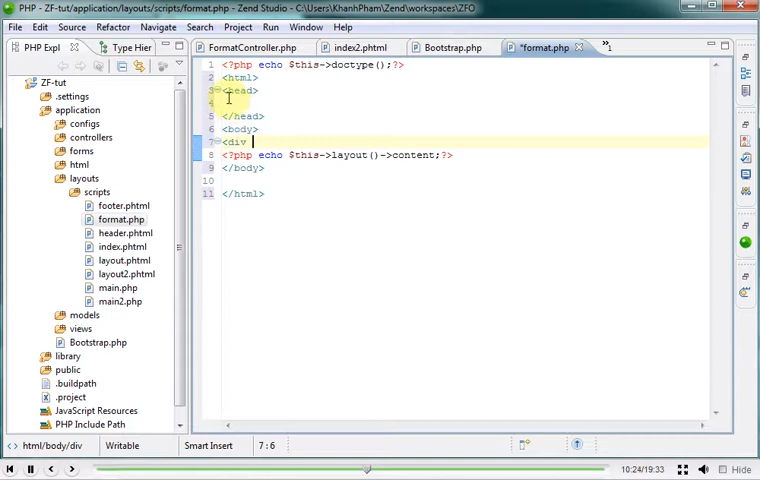 PHP - ZF-tut/application/layouts/scripts/format.php - Zend Studio - C:\Users\KhanhPham\Zend\workspaces\ZFO
File Edit Source Refactor Navigate Search Project Run Window Help
PHP Expl Type Hier FormatController.php index2.phtml Bootstrap.php *format.php »1
ZF-tut
.settings
application
configs
controllers
forms
html
layouts
scripts
footer.phtml
format.php
header.phtml
index.phtml
layout.phtml
layout2.phtml
main.php
main2.php
models
views
Bootstrap.php
library
public
.buildpath
.project
JavaScript Resources
PHP Include Path
1 <?php echo $this->doctype();?>
2 <html>
3 <head>
4
5 </head>
6 <body>
7 <div
8 <?php echo $this->layout()->content;?>
9 </body>
10
11 </html>
html/body/div Writable Smart Insert 7:6
10:24/19:33 Hide